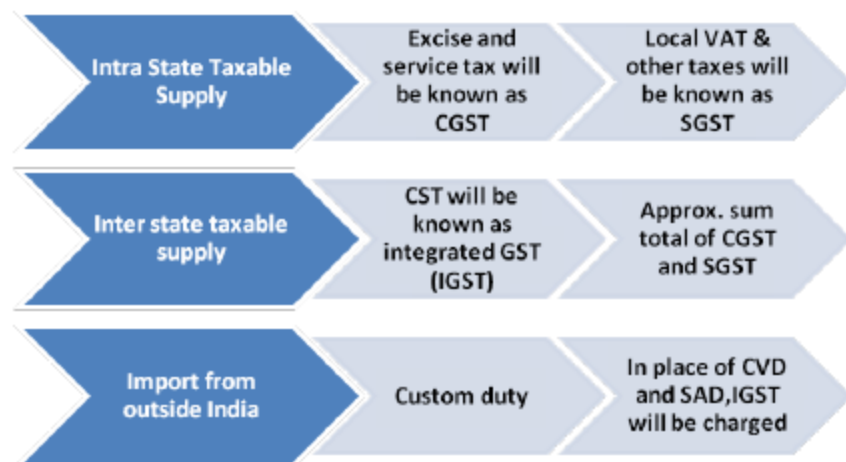 Intra State Taxable
Supply
Excise and
service tax will
be known as
CGST
Local VAT &
other taxes will
be known as
SGST
Inter state taxable
supply
CST will be
known as
integrated GST
(IGST)
Approx. sum
total of CGST
and SGST
Import from
outside India
Custom duty
In place of CVD
and SAD,IGST
will be charged